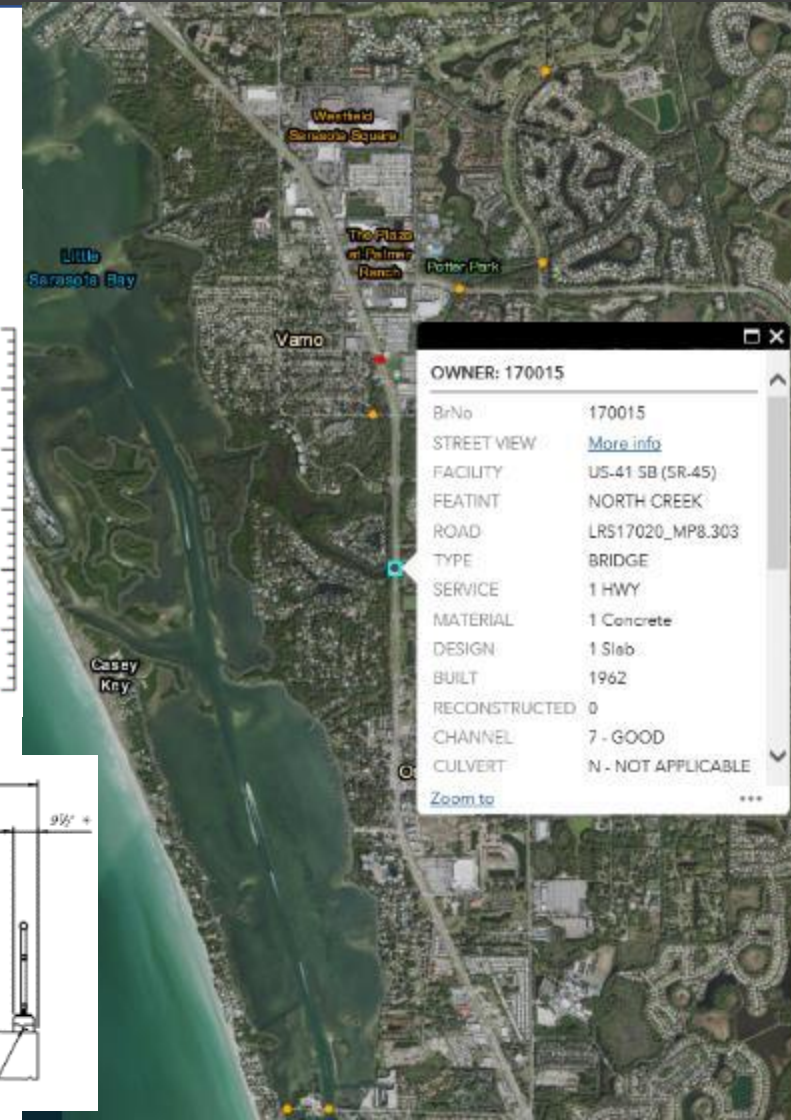 Westfield
Sarasota Square
The Plaza
at Palmer
Ranch
Potter Park
Little
Sarasota Bay
Vamo
OWNER: 170015
BrNo 170015
STREET VIEW More info
FACILITY US-41 SB (SR-45)
FEATINT NORTH CREEK
ROAD LRS17020_MP8.303
TYPE BRIDGE
SERVICE 1 HWY
MATERIAL 1 Concrete
DESIGN 1 Slab
BUILT 1962
RECONSTRUCTED 0
CHANNEL 7 - GOOD
CULVERT N - NOT APPLICABLE
Zoom to
Casey
Key
9½" +